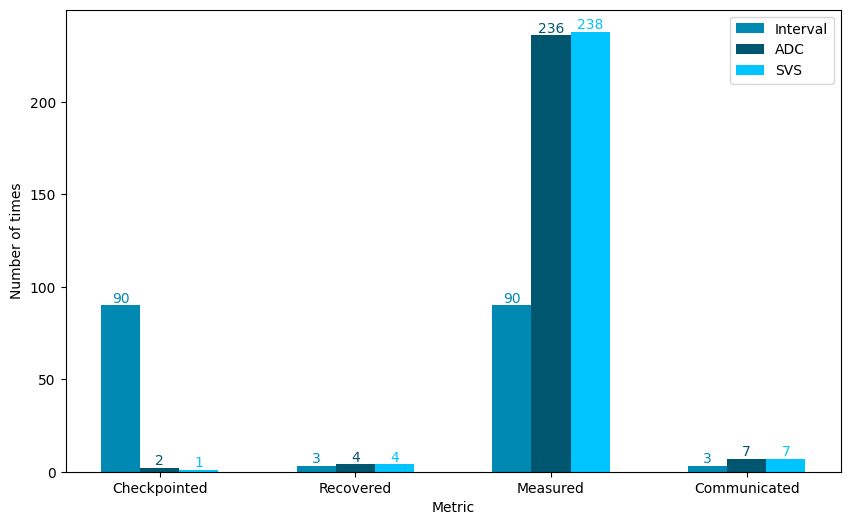 Interval
ADC
SVS
Number of times
200
150
100
50
0
90
2
1
3
4
4
90
236
238
3
7
7
Checkpointed
Recovered
Measured
Communicated
Metric